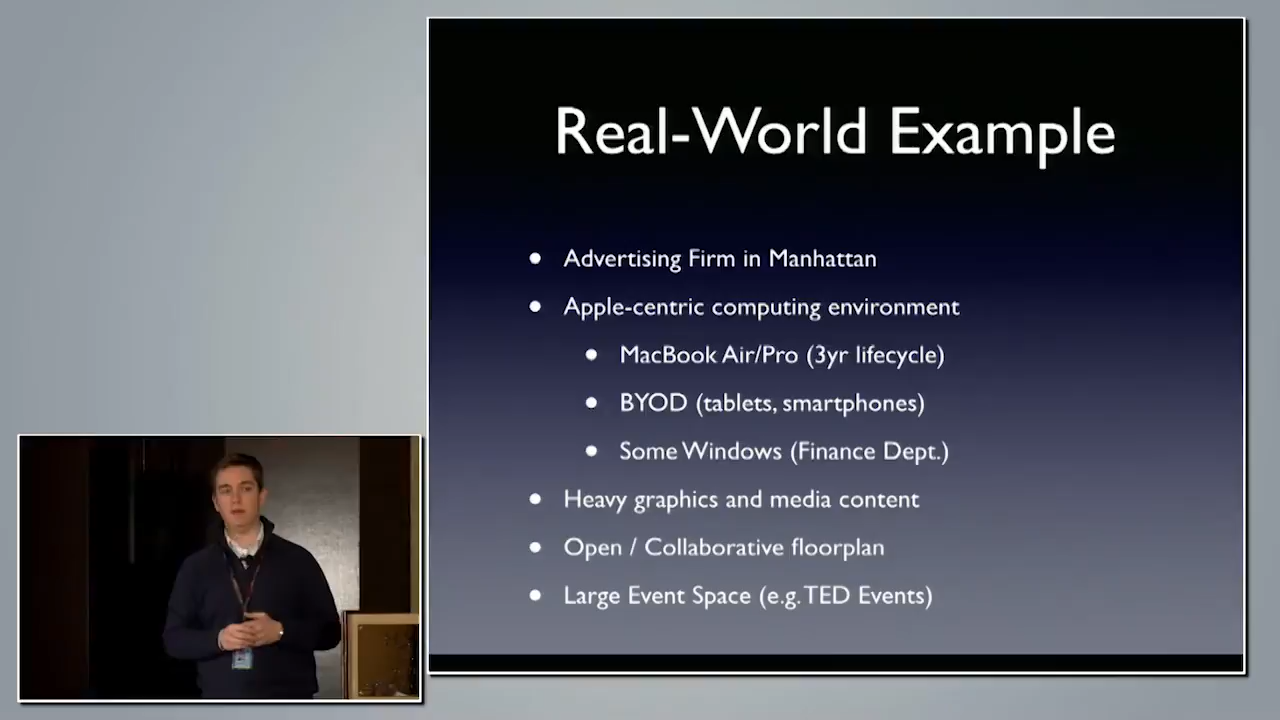 Real-World Example
• Advertising Firm in Manhattan
• Apple-centric computing environment
• MacBook Air/Pro (3yr lifecycle)
• BYOD (tablets, smartphones)
• Some Windows (Finance Dept.)
• Heavy graphics and media content
• Open / Collaborative floorplan
• Large Event Space (e.g. TED Events)